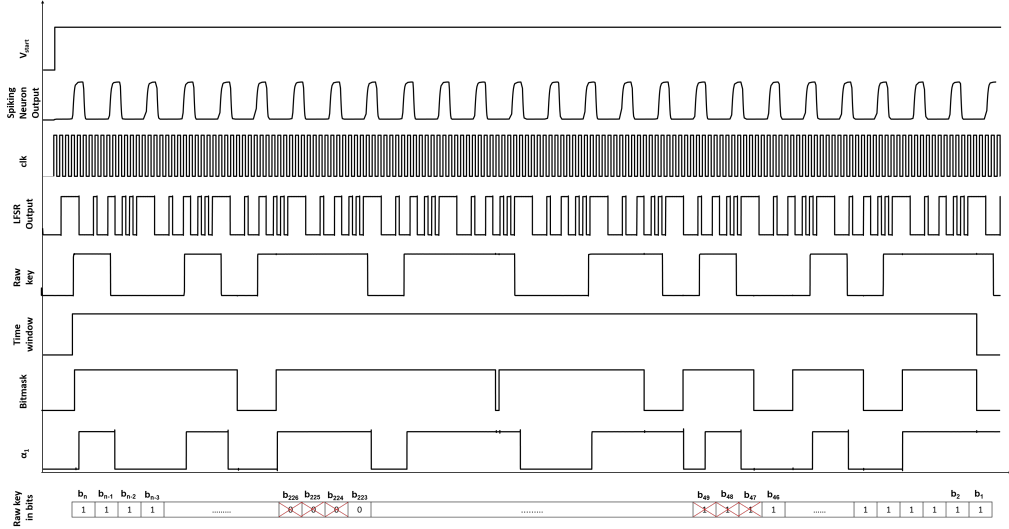 V_start
Spiking
Neuron
Output
clk
LFSR
Output
Raw
key
Time
window
Bitmask
α₁
Raw key
in bits
b_n b_n-1 b_n-2 b_n-3 b_226 b_225 b_224 b_223 b_49 b_48 b_47 b_46 b_2 b_1
1 1 1 1 ......... 0 0 0 0 ......... 1 1 1 1 ...... 1 1 1 1 1 1